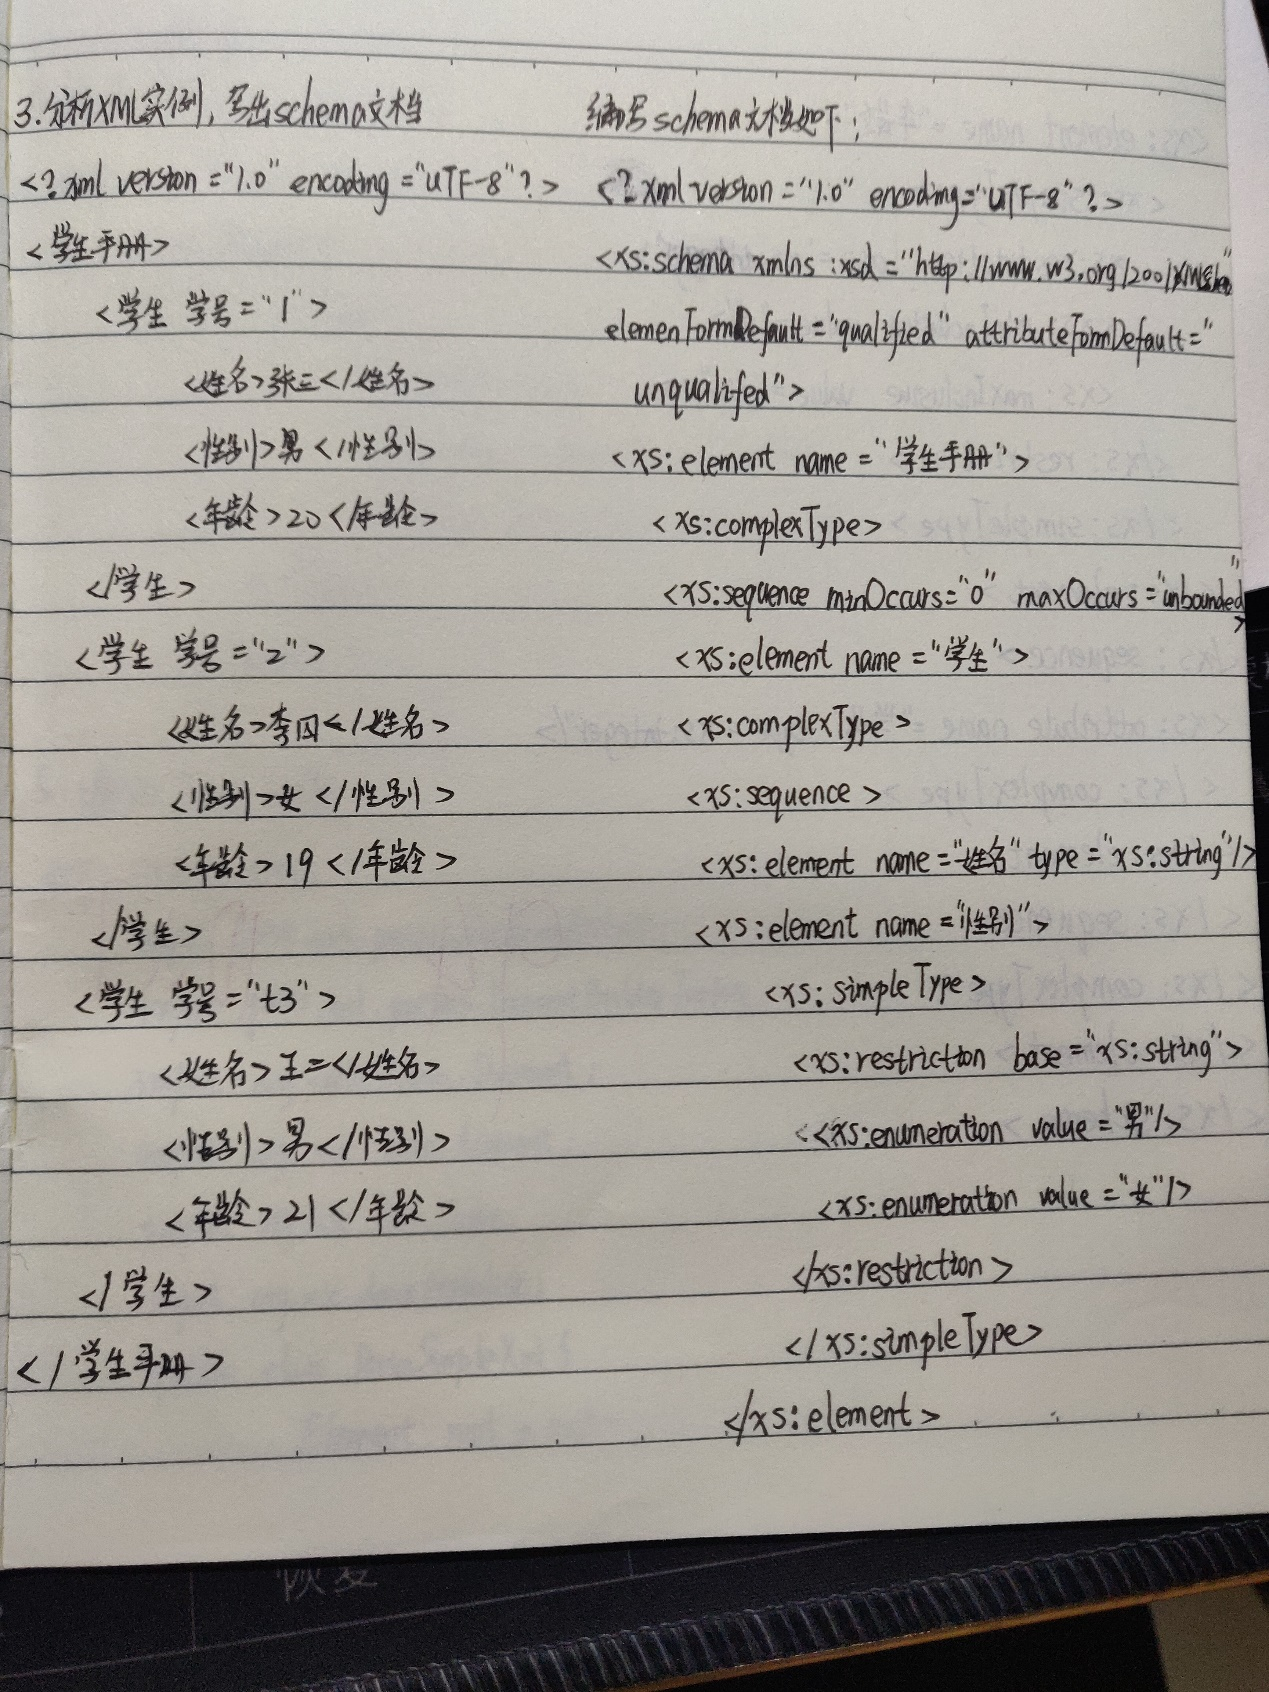 3.分析XML实例,写出schema文档
<?xml version="1.0" encoding="UTF-8"?>
<学生手册>
<学生 学号="1">
<姓名>张三</姓名>
<性别>男</性别>
<年龄>20</年龄>
</学生>
<学生 学号="2">
<姓名>李四</姓名>
<性别>女</性别>
<年龄>19</年龄>
</学生>
<学生 学号="t3">
<姓名>王二</姓名>
<性别>男</性别>
<年龄>21</年龄>
</学生>
</学生手册>
编写schema文档如下:
<?xml version="1.0" encoding="UTF-8"?>
<xs:schema xmlns:xsd="http://www.w3.org/2001/
elemenFormDefault="qualified" attributeFormDefault="
unqualifed">
<xs:element name="学生手册">
<xs:complexType>
<xs:sequence minOccurs="0" maxOccurs="unbounded"
>
<xs:element name="学生">
<xs:complexType>
<xs:sequence>
<xs:element name="姓名" type="xs:string"/>
<xs:element name="性别">
<xs:simpleType>
<xs:restriction base="xs:string">
<xs:enumeration value="男"/>
<xs:enumeration value="女"/>
</xs:restriction>
</xs:simpleType>
</xs:element>
恢复